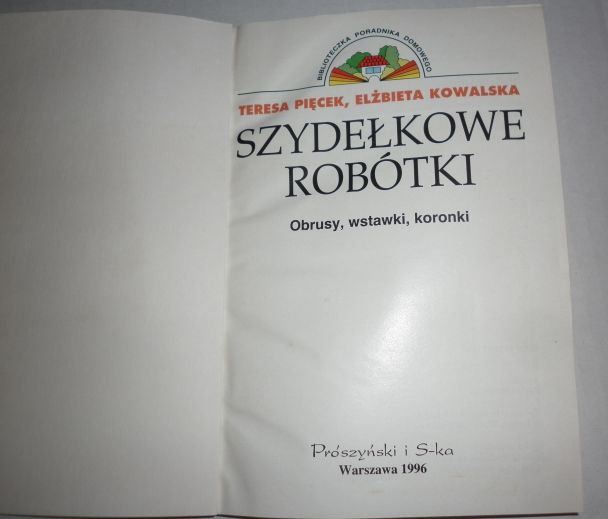 BIBLIOTECZKA PORADNIKA DOMOWEGO
TERESA PIĘCEK, ELŻBIETA KOWALSKA
SZYDEŁKOWE
ROBÓTKI
Obrusy, wstawki, koronki
Prószyński i S-ka
Warszawa 1996